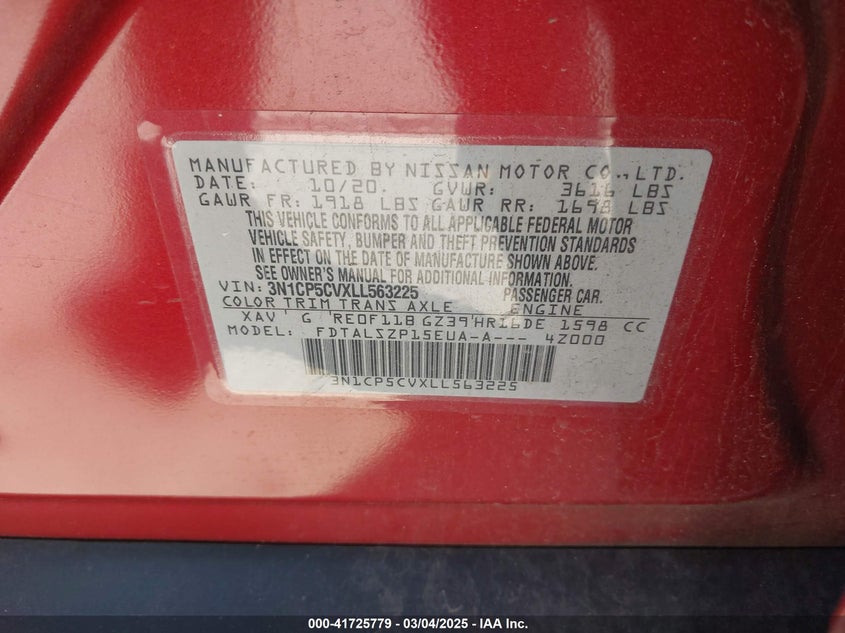 MANUFACTURED BY NISSAN MOTOR CO., LTD.
DATE: 10/20. GVWR: 3616 LBS
GAWR FR: 1918 LBS GAWR RR: 1698 LBS
THIS VEHICLE CONFORMS TO ALL APPLICABLE FEDERAL MOTOR
VEHICLE SAFETY, BUMPER AND THEFT PREVENTION STANDARDS
IN EFFECT ON THE DATE OF MANUFACTURE SHOWN ABOVE.
SEE OWNER'S MANUAL FOR ADDITIONAL INFORMATION.
VIN: 3N1CP5CVXLL563225 PASSENGER CAR.
COLOR TRIM TRANS AXLE ENGINE
XAV G RE0F11B GZ39 HR16DE 1598 CC
MODEL: FDTALSZP15EUA-A--- 4Z000
3N1CP5CVXLL563225
000-41725779 — 03/04/2025 — IAA Inc.